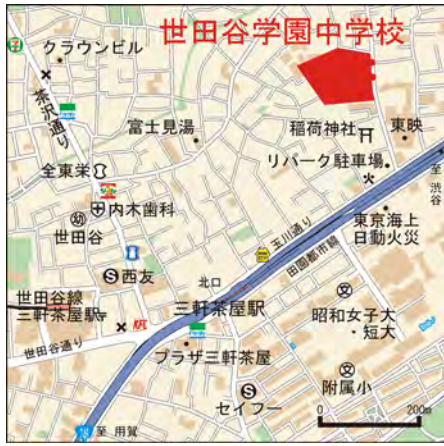 世田谷学園中学校
クラウンビル
茶沢通り
富士見湯
稲荷神社
東映
リパーク駐車場
至 渋谷
全東栄
内木歯科
幼
世田谷
玉川通り
田園都市線
東京海上
日動火災
S西友
北口
世田谷線
三軒茶屋駅
三軒茶屋駅
文
昭和女子大
・短大
KFC
世田谷通り
プラザ三軒茶屋
文
附属小
S
セイフー
至 用賀
0
200m